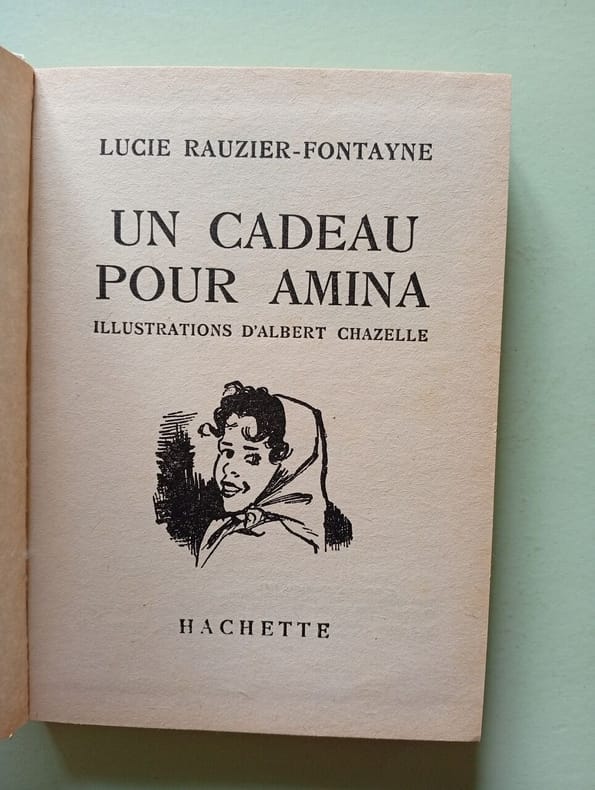 LUCIE RAUZIER-FONTAYNE
UN CADEAU
POUR AMINA
ILLUSTRATIONS D'ALBERT CHAZELLE
HACHETTE